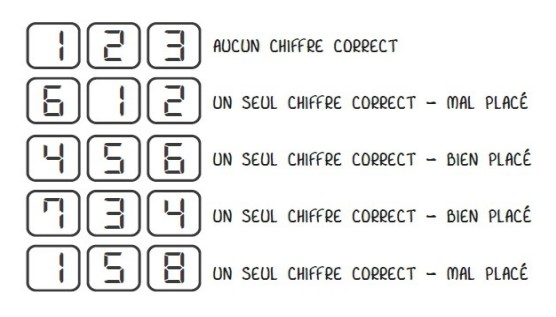 1 2 3 AUCUN CHIFFRE CORRECT
6 1 2 UN SEUL CHIFFRE CORRECT – MAL PLACÉ
4 5 6 UN SEUL CHIFFRE CORRECT – BIEN PLACÉ
7 3 4 UN SEUL CHIFFRE CORRECT – BIEN PLACÉ
1 5 8 UN SEUL CHIFFRE CORRECT – MAL PLACÉ